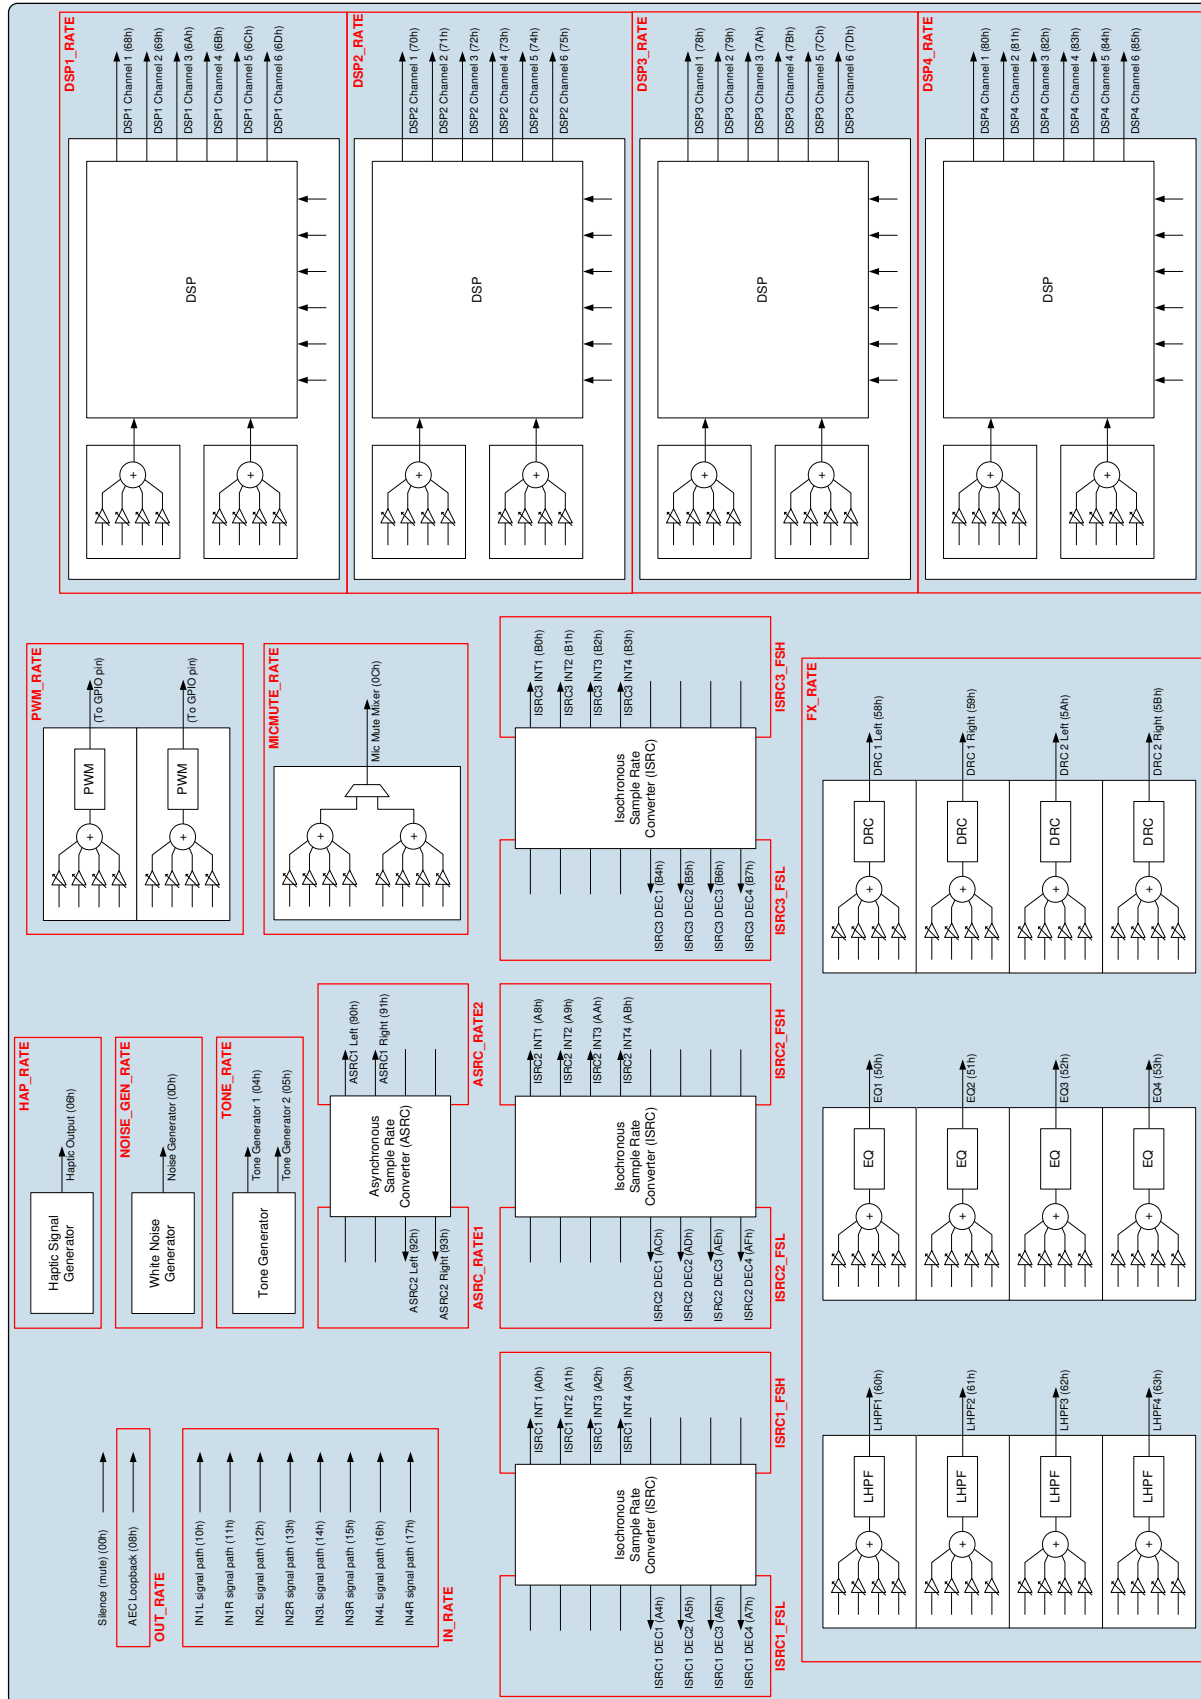 Silence (mute) (00h)
AEC Loopback (08h)
OUT_RATE
IN1L signal path (10h)
IN1R signal path (11h)
IN2L signal path (12h)
IN2R signal path (13h)
IN3L signal path (14h)
IN3R signal path (15h)
IN4L signal path (16h)
IN4R signal path (17h)
IN_RATE
HAP_RATE
Haptic Signal
Generator
Haptic Output (06h)
NOISE_GEN_RATE
White Noise
Generator
Noise Generator (0Dh)
TONE_RATE
Tone Generator
Tone Generator 1 (04h)
Tone Generator 2 (05h)
ASRC1 Left (90h)
ASRC1 Right (91h)
Asynchronous
Sample Rate
Converter (ASRC)
ASRC2 Left (92h)
ASRC2 Right (93h)
ASRC_RATE1
ASRC_RATE2
PWM_RATE
PWM
(To GPIO pin)
PWM
(To GPIO pin)
+
+
MICMUTE_RATE
Mic Mute Mixer (0Ch)
+
+
DSP1_RATE
DSP
+
+
DSP1 Channel 1 (68h)
DSP1 Channel 2 (69h)
DSP1 Channel 3 (6Ah)
DSP1 Channel 4 (6Bh)
DSP1 Channel 5 (6Ch)
DSP1 Channel 6 (6Dh)
DSP2_RATE
DSP
+
+
DSP2 Channel 1 (70h)
DSP2 Channel 2 (71h)
DSP2 Channel 3 (72h)
DSP2 Channel 4 (73h)
DSP2 Channel 5 (74h)
DSP2 Channel 6 (75h)
DSP3_RATE
DSP
+
+
DSP3 Channel 1 (78h)
DSP3 Channel 2 (79h)
DSP3 Channel 3 (7Ah)
DSP3 Channel 4 (7Bh)
DSP3 Channel 5 (7Ch)
DSP3 Channel 6 (7Dh)
DSP4_RATE
DSP
+
+
DSP4 Channel 1 (80h)
DSP4 Channel 2 (81h)
DSP4 Channel 3 (82h)
DSP4 Channel 4 (83h)
DSP4 Channel 5 (84h)
DSP4 Channel 6 (85h)
ISRC1 INT1 (A0h)
ISRC1 INT2 (A1h)
ISRC1 INT3 (A2h)
ISRC1 INT4 (A3h)
Isochronous
Sample Rate
Converter (ISRC)
ISRC1 DEC1 (A4h)
ISRC1 DEC2 (A5h)
ISRC1 DEC3 (A6h)
ISRC1 DEC4 (A7h)
ISRC1_FSL
ISRC1_FSH
ISRC2 INT1 (A8h)
ISRC2 INT2 (A9h)
ISRC2 INT3 (AAh)
ISRC2 INT4 (ABh)
Isochronous
Sample Rate
Converter (ISRC)
ISRC2 DEC1 (ACh)
ISRC2 DEC2 (ADh)
ISRC2 DEC3 (AEh)
ISRC2 DEC4 (AFh)
ISRC2_FSL
ISRC2_FSH
ISRC3 INT1 (B0h)
ISRC3 INT2 (B1h)
ISRC3 INT3 (B2h)
ISRC3 INT4 (B3h)
Isochronous
Sample Rate
Converter (ISRC)
ISRC3 DEC1 (B4h)
ISRC3 DEC2 (B5h)
ISRC3 DEC3 (B6h)
ISRC3 DEC4 (B7h)
ISRC3_FSL
ISRC3_FSH
FX_RATE
+
LHPF
LHPF1 (60h)
+
LHPF
LHPF2 (61h)
+
LHPF
LHPF3 (62h)
+
LHPF
LHPF4 (63h)
+
EQ
EQ1 (50h)
+
EQ
EQ2 (51h)
+
EQ
EQ3 (52h)
+
EQ
EQ4 (53h)
+
DRC
DRC 1 Left (58h)
+
DRC
DRC 1 Right (59h)
+
DRC
DRC 2 Left (5Ah)
+
DRC
DRC 2 Right (5Bh)